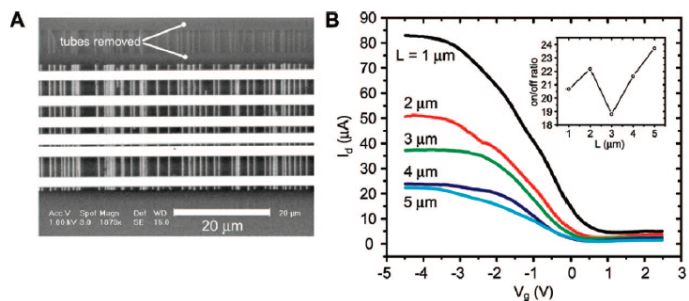 A
tubes removed
Acc.V Spot Magn Det WD
1.00 kV 3.0 1873x SE 15.0
20 μm
20 μm
B
I_d (μA)
90
80
70
60
50
40
30
20
10
0
L = 1 μm
2 μm
3 μm
4 μm
5 μm
-5 -4 -3 -2 -1 0 1 2 3
V_g (V)
on/off ratio
24
23
22
21
20
19
18
1 2 3 4 5
L (μm)